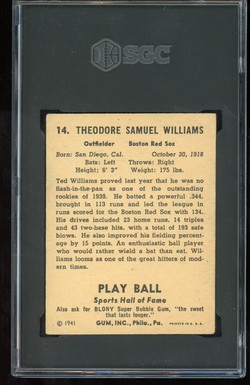 SGC
14. THEODORE SAMUEL WILLIAMS
Outfielder Boston Red Sox
Born: San Diego, Cal. October 30, 1918
Bats: Left Throws: Right
Height: 6' 3" Weight: 175 lbs.
Ted Williams proved last year that he was no
flash-in-the-pan as one of the outstanding
rookies of 1939. He batted a powerful .344,
brought in 113 runs and led the league in
runs scored for the Boston Red Sox with 134.
His drives included 23 home runs, 14 triples
and 43 two-base hits, with a total of 193 safe
blows. He also improved his fielding percent-
age by 15 points. An enthusiastic ball player
who would rather wield a bat than eat, Wil-
liams looms as one of the great hitters of mod-
ern times.
PLAY BALL
Sports Hall of Fame
Also ask for BLONY Super Bubble Gum, "the sweet
that lasts longer."
© 1941 GUM, INC., Phila., Pa. PRINTED IN U. S. A.